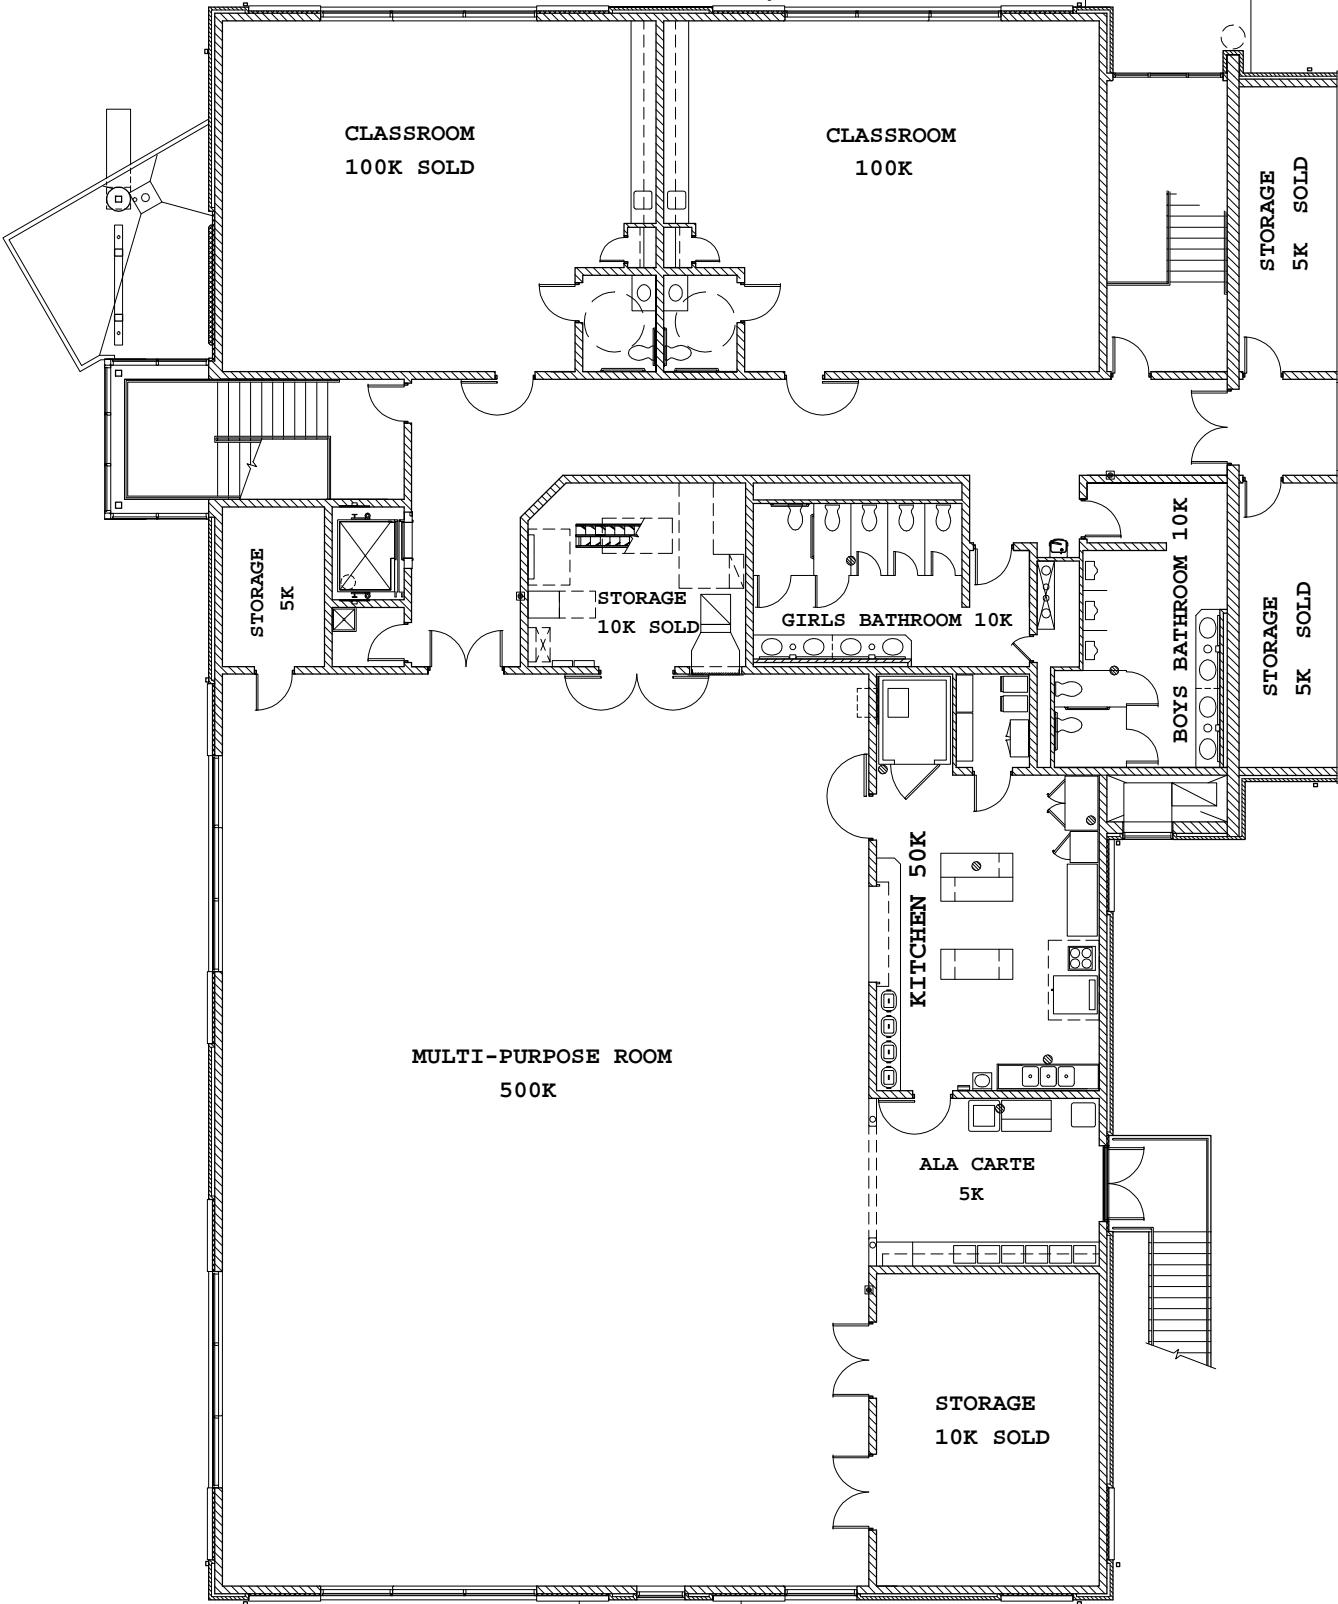 CLASSROOM
100K SOLD
CLASSROOM
100K
STORAGE
5K SOLD
STORAGE
5K
STORAGE
10K SOLD
GIRLS BATHROOM 10K
BOYS BATHROOM 10K
STORAGE
5K SOLD
KITCHEN 50K
MULTI-PURPOSE ROOM
500K
ALA CARTE
5K
STORAGE
10K SOLD